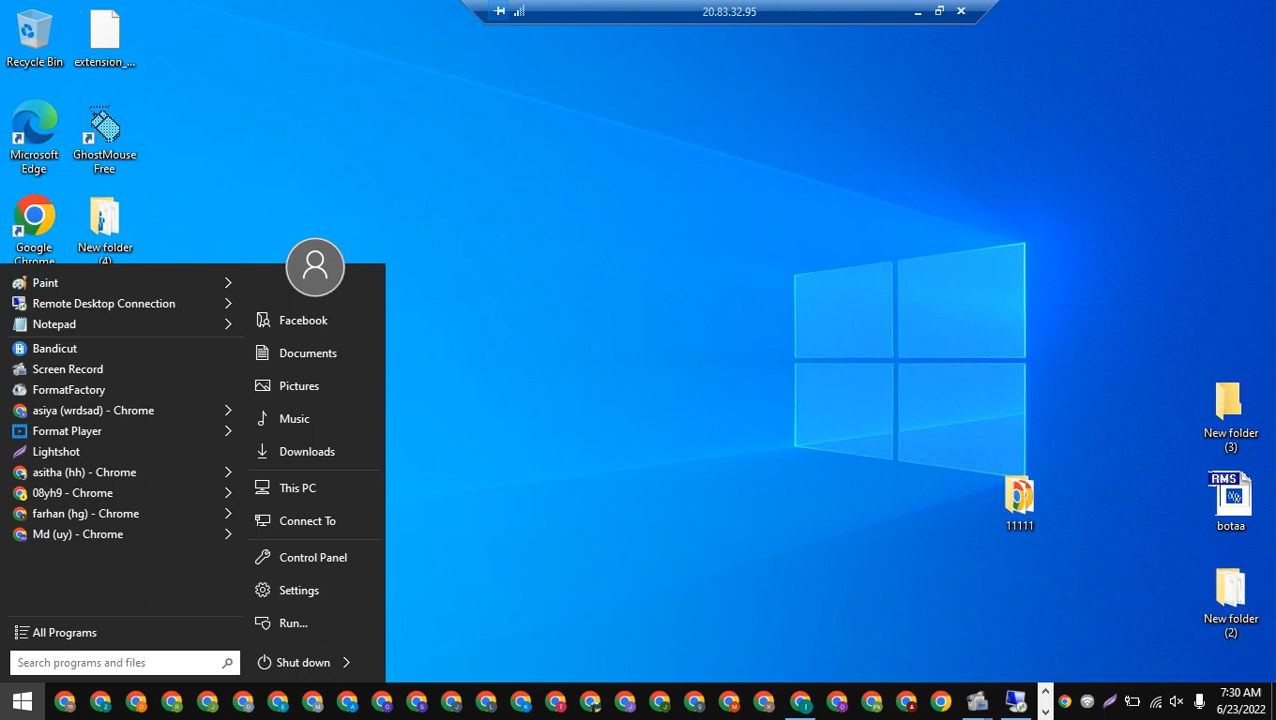 20.83.32.95
Recycle Bin
extension_...
Microsoft
Edge
GhostMouse
Free
Google
Chrome
New folder
(4)
Paint
Remote Desktop Connection
Notepad
Bandicut
Screen Record
FormatFactory
asiya (wrdsad) - Chrome
Format Player
Lightshot
asitha (hh) - Chrome
08yh9 - Chrome
farhan (hg) - Chrome
Md (uy) - Chrome
All Programs
Search programs and files
Facebook
Documents
Pictures
Music
Downloads
This PC
Connect To
Control Panel
Settings
Run...
Shut down
11111
New folder
(3)
RMS
botaa
New folder
(2)
7:30 AM
6/23/2022